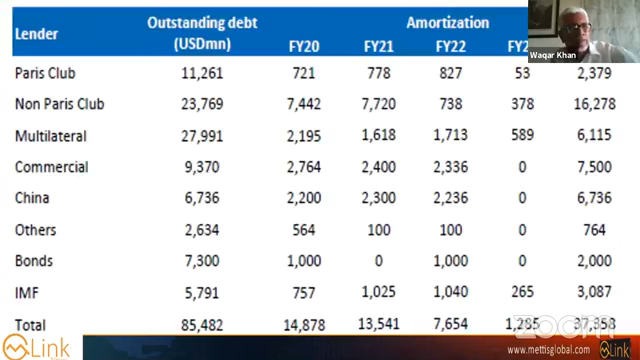 Lender Outstanding debt (USDmn) Amortization
FY20 FY21 FY22
Waqar Khan
Paris Club 11,261 721 778 827 53 2,379
Non Paris Club 23,769 7,442 7,720 738 378 16,278
Multilateral 27,991 2,195 1,618 1,713 589 6,115
Commercial 9,370 2,764 2,400 2,336 0 7,500
China 6,736 2,200 2,300 2,236 0 6,736
Others 2,634 564 100 100 0 764
Bonds 7,300 1,000 0 1,000 0 2,000
IMF 5,791 757 1,025 1,040 265 3,087
Total 85,482 14,878 13,541 7,654 1,285 37,358
zoom
Link www.mettisglobal.com Link